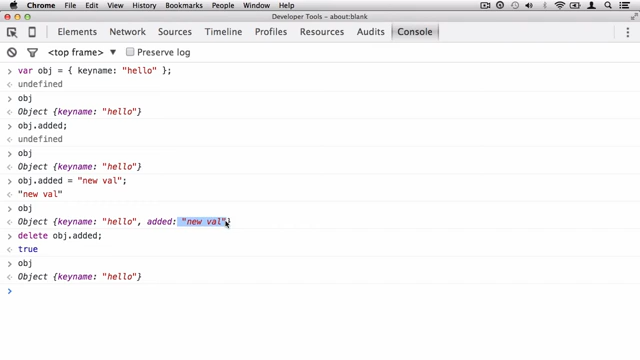 Chrome File Edit View History Bookmarks People Window Help
Developer Tools - about:blank
Elements Network Sources Timeline Profiles Resources Audits Console
<top frame> ▼ Preserve log
> var obj = { keyname: "hello" };
undefined
> obj
Object {keyname: "hello"}
> obj.added;
undefined
> obj
Object {keyname: "hello"}
> obj.added = "new val";
"new val"
> obj
Object {keyname: "hello", added: "new val"}
> delete obj.added;
true
> obj
Object {keyname: "hello"}
>